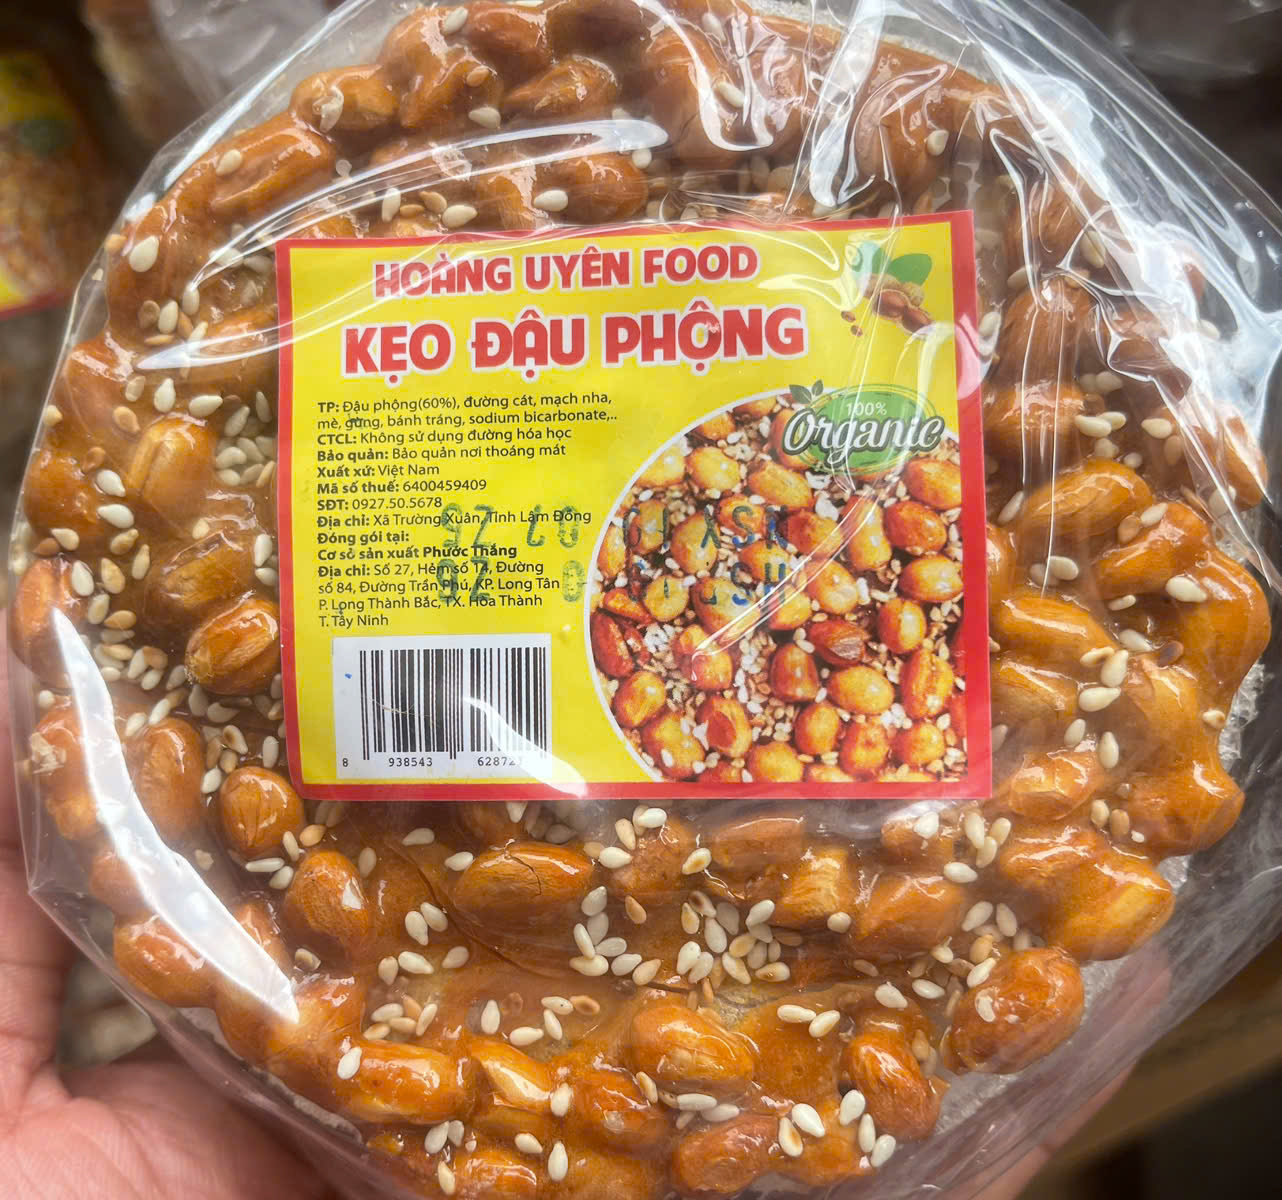 HOÀNG UYÊN FOOD
KẸO ĐẬU PHỘNG
TP: Đậu phộng(60%), đường cát, mạch nha,
mè, gừng, bánh tráng, sodium bicarbonate,..
CTCL: Không sử dụng đường hóa học
Bảo quản: Bảo quản nơi thoáng mát
Xuất xứ: Việt Nam
Mã số thuế: 6400459409
SĐT: 0927.50.5678
Địa chỉ: Xã Trường Xuân, Tỉnh Lâm Đồng
Đóng gói tại:
Cơ sở sản xuất Phước Thắng
Địa chỉ: Số 27, Hẻm số 14, Đường
số 84, Đường Trần Phú, KP. Long Tân
P. Long Thành Bắc, TX. Hòa Thành
T. Tây Ninh
100%
Organic
8 938543